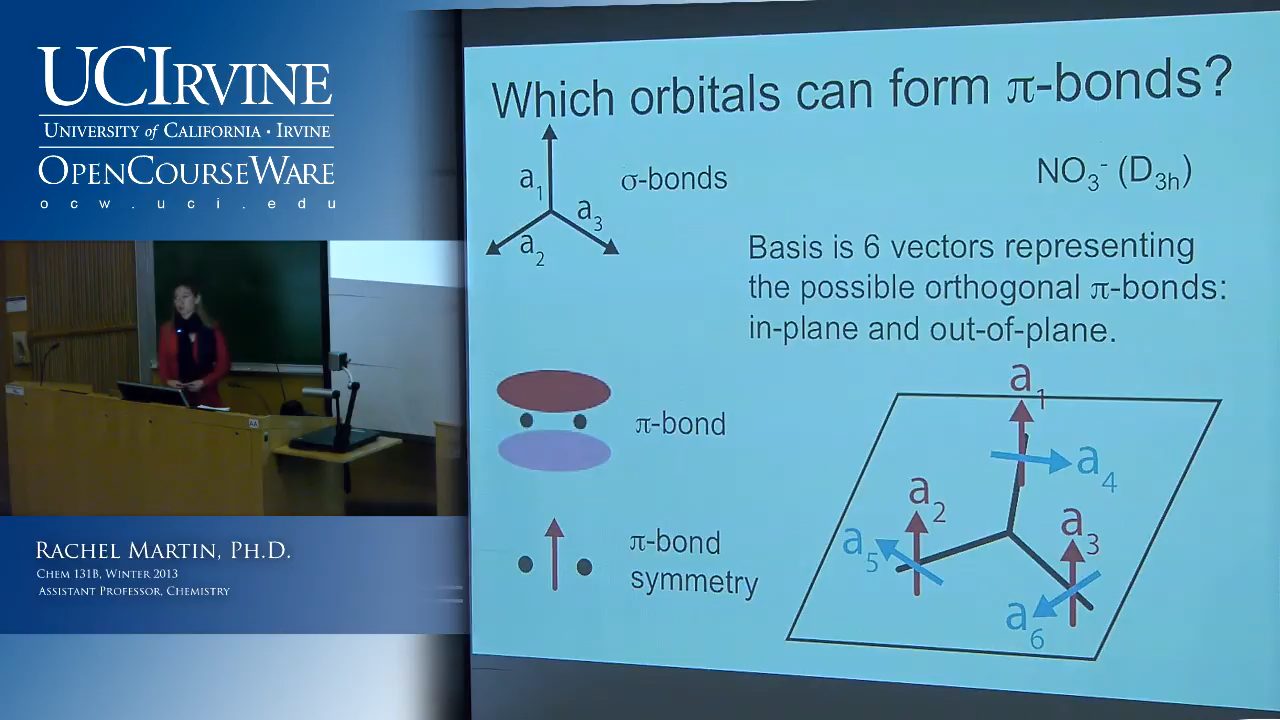 UCIRVINE
UNIVERSITY of CALIFORNIA · IRVINE
OPENCOURSEWARE
ocw.uci.edu
RACHEL MARTIN, PH.D.
CHEM 131B, WINTER 2013
ASSISTANT PROFESSOR, CHEMISTRY
Which orbitals can form π-bonds?
a1
a2
a3
σ-bonds
NO3- (D3h)
Basis is 6 vectors representing
the possible orthogonal π-bonds:
in-plane and out-of-plane.
π-bond
π-bond
symmetry
a1
a4
a2
a5
a3
a6